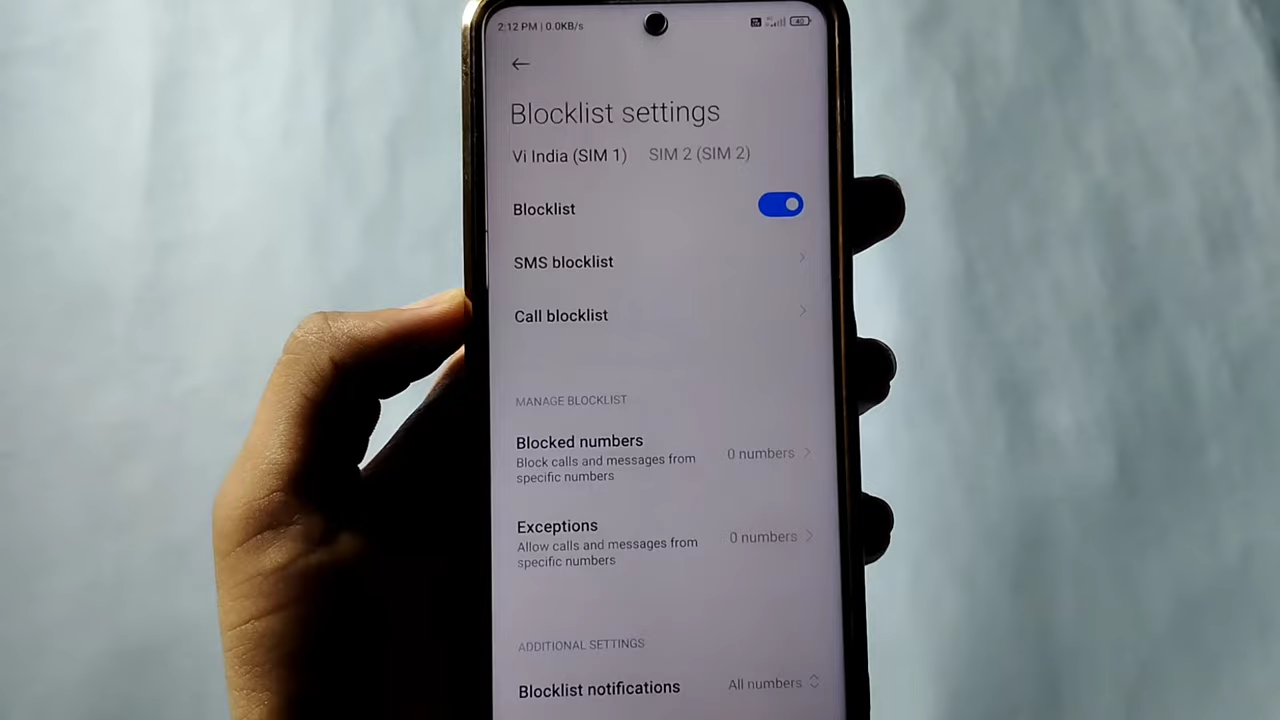 2:12 PM | 0.0KB/s
40
Blocklist settings
Vi India (SIM 1) SIM 2 (SIM 2)
Blocklist
SMS blocklist
Call blocklist
MANAGE BLOCKLIST
Blocked numbers
Block calls and messages from
specific numbers
0 numbers
Exceptions
Allow calls and messages from
specific numbers
0 numbers
ADDITIONAL SETTINGS
Blocklist notifications
All numbers